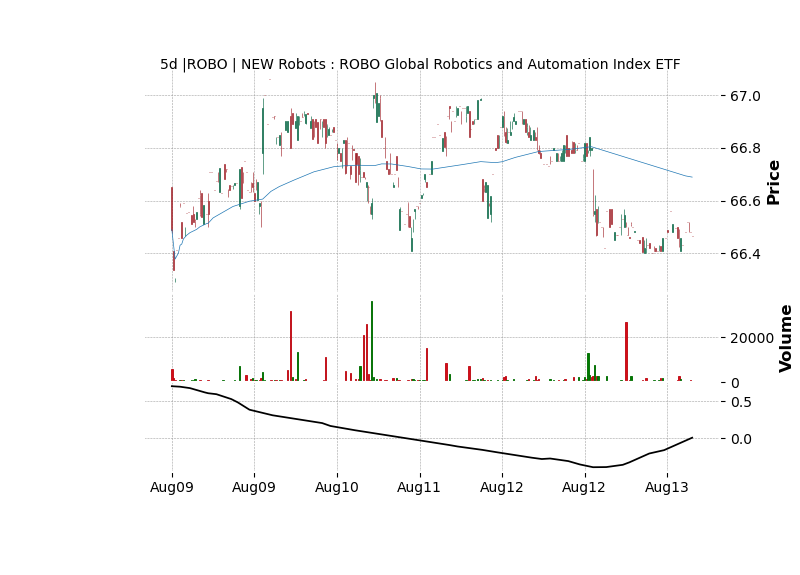 5d |ROBO | NEW Robots : ROBO Global Robotics and Automation Index ETF
67.0
66.8
66.6
66.4
Price
20000
0
Volume
0.5
0.0
Aug09 Aug09 Aug10 Aug11 Aug12 Aug12 Aug13